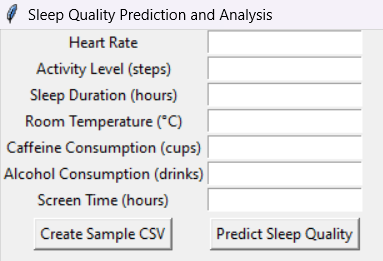 Sleep Quality Prediction and Analysis
Heart Rate
Activity Level (steps)
Sleep Duration (hours)
Room Temperature (°C)
Caffeine Consumption (cups)
Alcohol Consumption (drinks)
Screen Time (hours)
Create Sample CSV Predict Sleep Quality